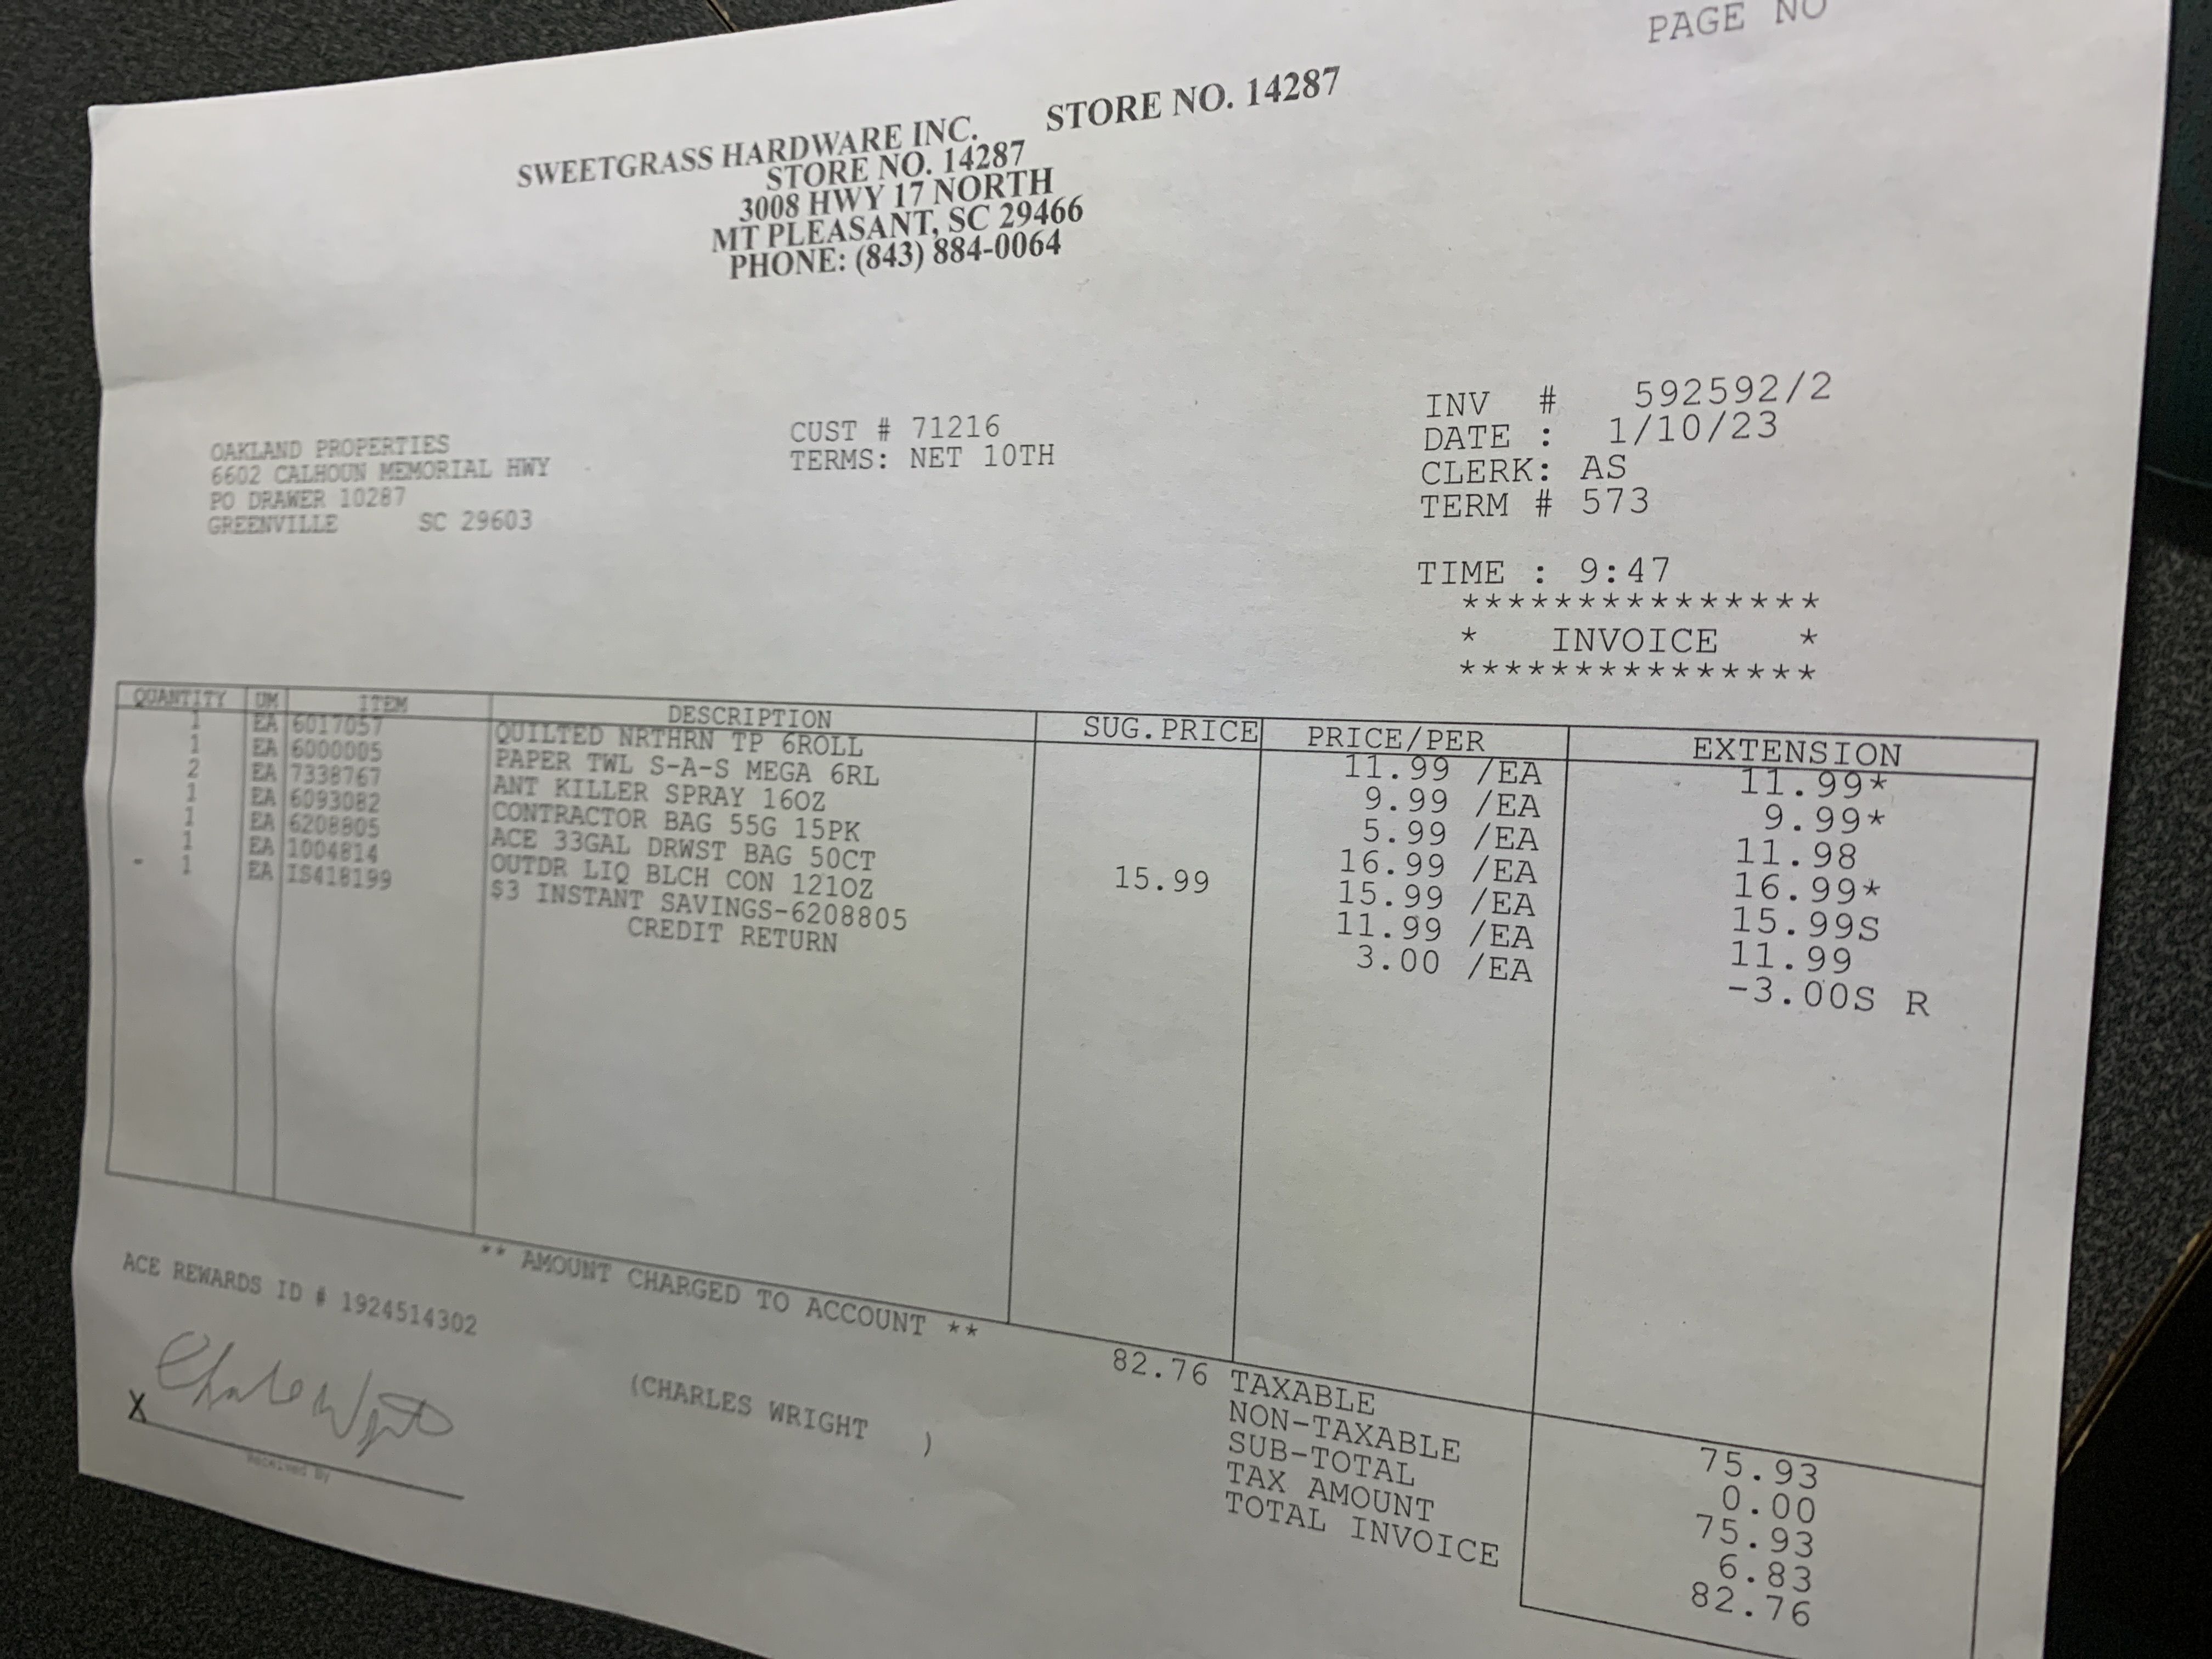 PAGE NO
STORE NO. 14287
SWEETGRASS HARDWARE INC.
STORE NO. 14287
3008 HWY 17 NORTH
MT PLEASANT, SC 29466
PHONE: (843) 884-0064
OAKLAND PROPERTIES
6602 CALHOUN MEMORIAL HWY
PO DRAWER 10287
GREENVILLE SC 29603
CUST # 71216
TERMS: NET 10TH
INV # 592592/2
DATE : 1/10/23
CLERK: AS
TERM # 573
TIME : 9:47
*****************
* INVOICE *
*****************
QUANTITY UM ITEM DESCRIPTION SUG.PRICE PRICE/PER EXTENSION
1 EA 6017057 QUILTED NRTHRN TP 6ROLL 11.99 /EA 11.99*
1 EA 6000005 PAPER TWL S-A-S MEGA 6RL 9.99 /EA 9.99*
2 EA 7338767 ANT KILLER SPRAY 16OZ 5.99 /EA 11.98
1 EA 6093082 CONTRACTOR BAG 55G 15PK 16.99 /EA 16.99*
1 EA 6208805 ACE 33GAL DRWST BAG 50CT 15.99 15.99 /EA 15.99S
1 EA 1004814 OUTDR LIQ BLCH CON 121OZ 11.99 /EA 11.99
- 1 EA IS418199 $3 INSTANT SAVINGS-6208805 3.00 /EA -3.00S R
CREDIT RETURN
** AMOUNT CHARGED TO ACCOUNT ** 82.76
ACE REWARDS ID # 19245143​02
TAXABLE 75.93
NON-TAXABLE 0.00
SUB-TOTAL 75.93
TAX AMOUNT 6.83
TOTAL INVOICE 82.76
(CHARLES WRIGHT )
X
Received By